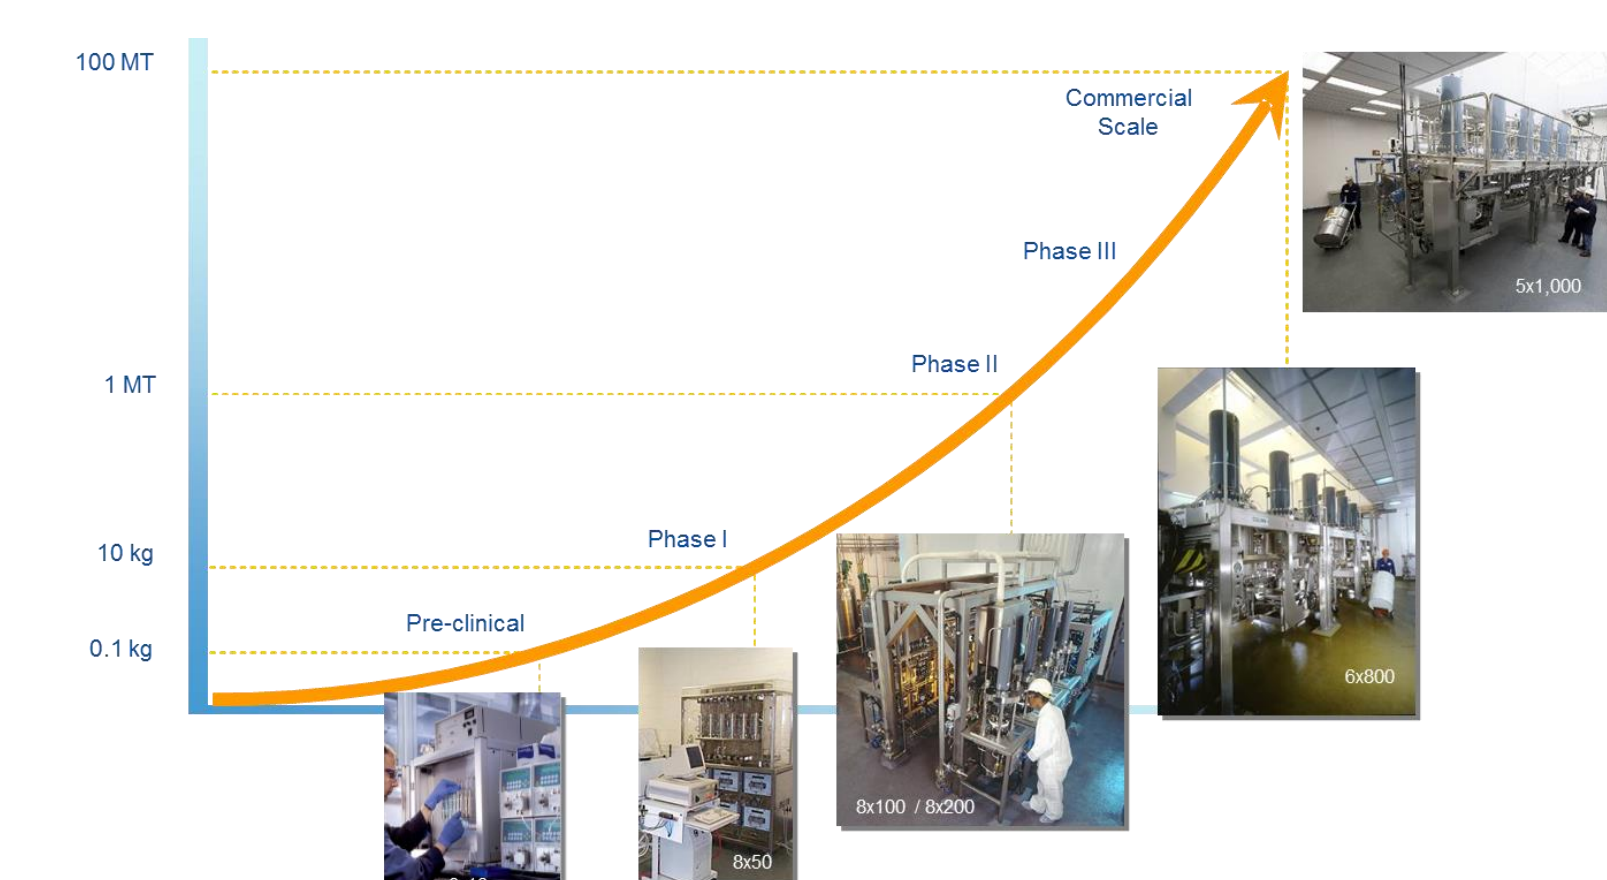 100 MT
Commercial
Scale
5x1,000
Phase III
Phase II
1 MT
Phase I
10 kg
6x800
Pre-clinical
0.1 kg
8x100 / 8x200
8x50